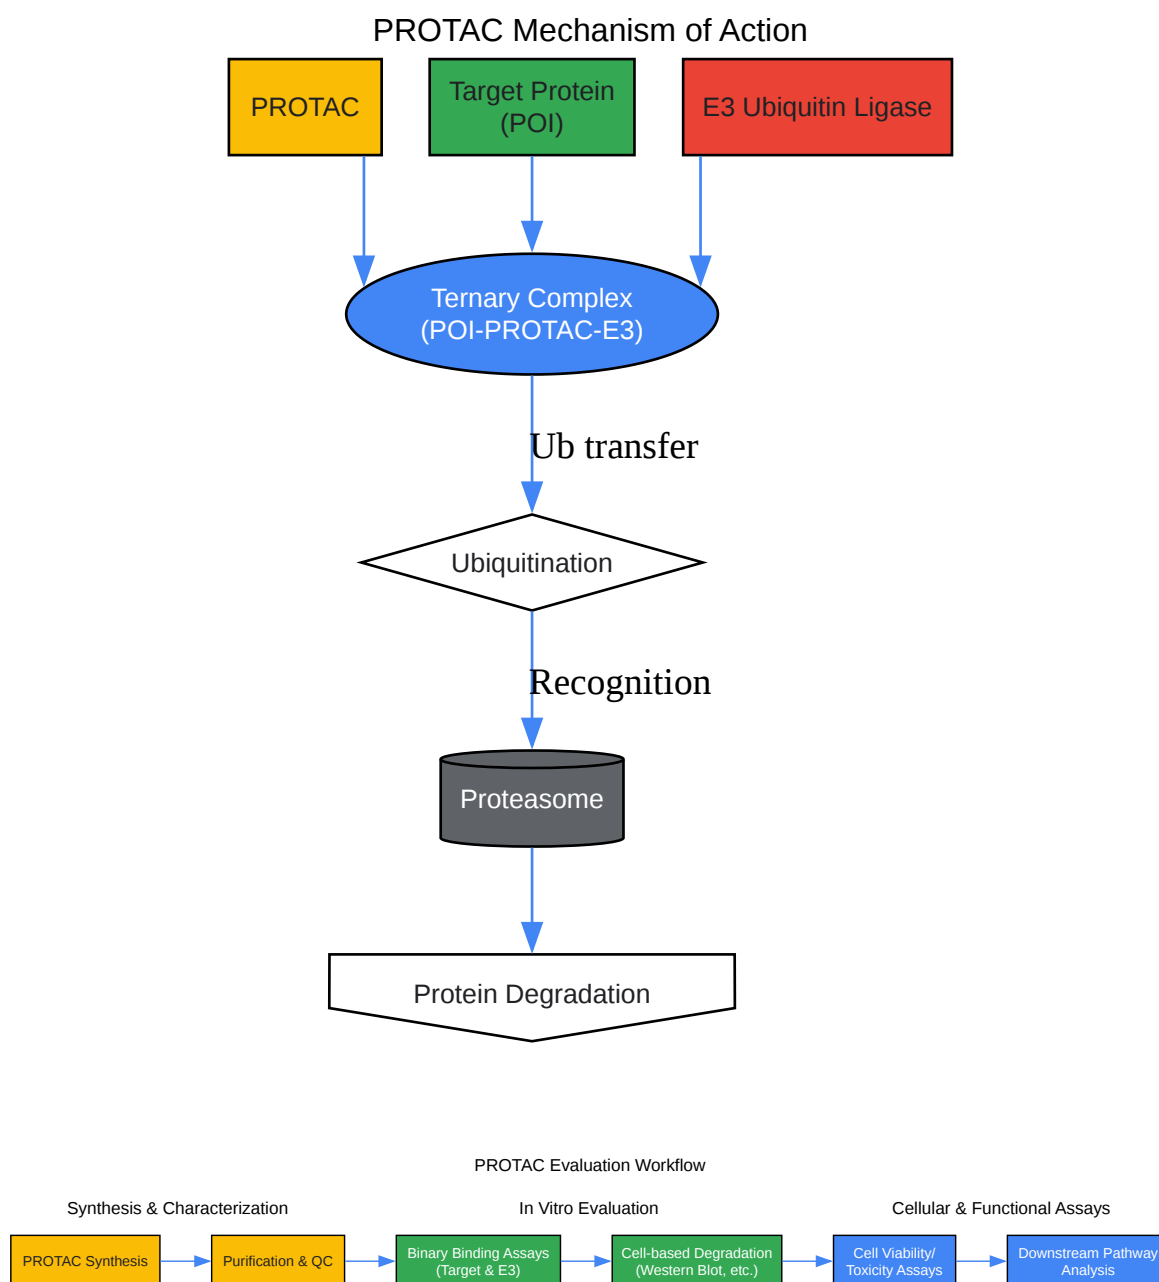 PROTAC Mechanism of Action
PROTAC
Target Protein
(POI)
E3 Ubiquitin Ligase
Ternary Complex
(POI-PROTAC-E3)
Ub transfer
Ubiquitination
Recognition
Proteasome
Protein Degradation
PROTAC Evaluation Workflow
Synthesis & Characterization
In Vitro Evaluation
Cellular & Functional Assays
PROTAC Synthesis
Purification & QC
Binary Binding Assays
(Target & E3)
Cell-based Degradation
(Western Blot, etc.)
Cell Viability/
Toxicity Assays
Downstream Pathway
Analysis